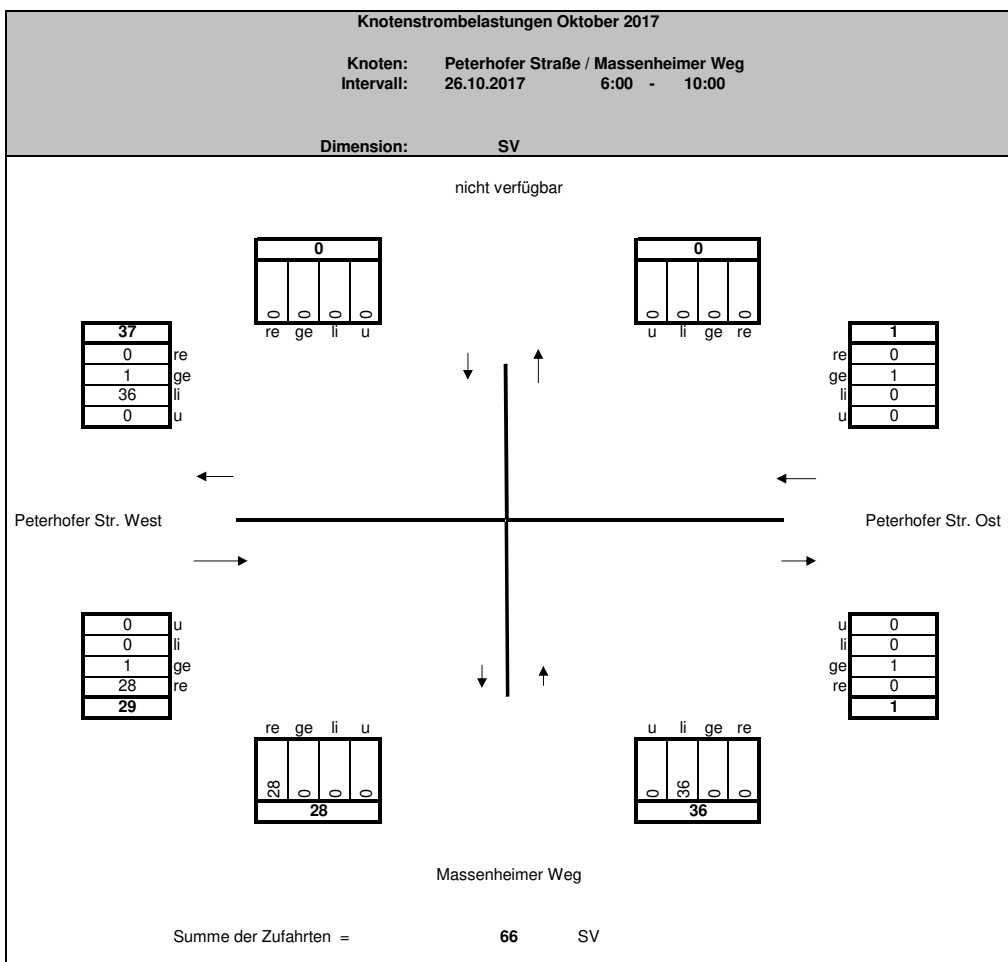 Knotenstrombelastungen Oktober 2017
Knoten: Peterhofer Straße / Massenheimer Weg
Intervall: 26.10.2017 6:00 - 10:00
Dimension: SV
nicht verfügbar
0
0 0 0 0
re ge li u
0
0 0 0 0
u li ge re
37
0 re
1 ge
36 li
0 u
1
re 0
ge 1
li 0
u 0
Peterhofer Str. West
Peterhofer Str. Ost
0 u
0 li
1 ge
28 re
29
u 0
li 0
ge 1
re 0
1
re ge li u
28 0 0 0
28
u li ge re
0 36 0 0
36
Massenheimer Weg
Summe der Zufahrten = 66 SV